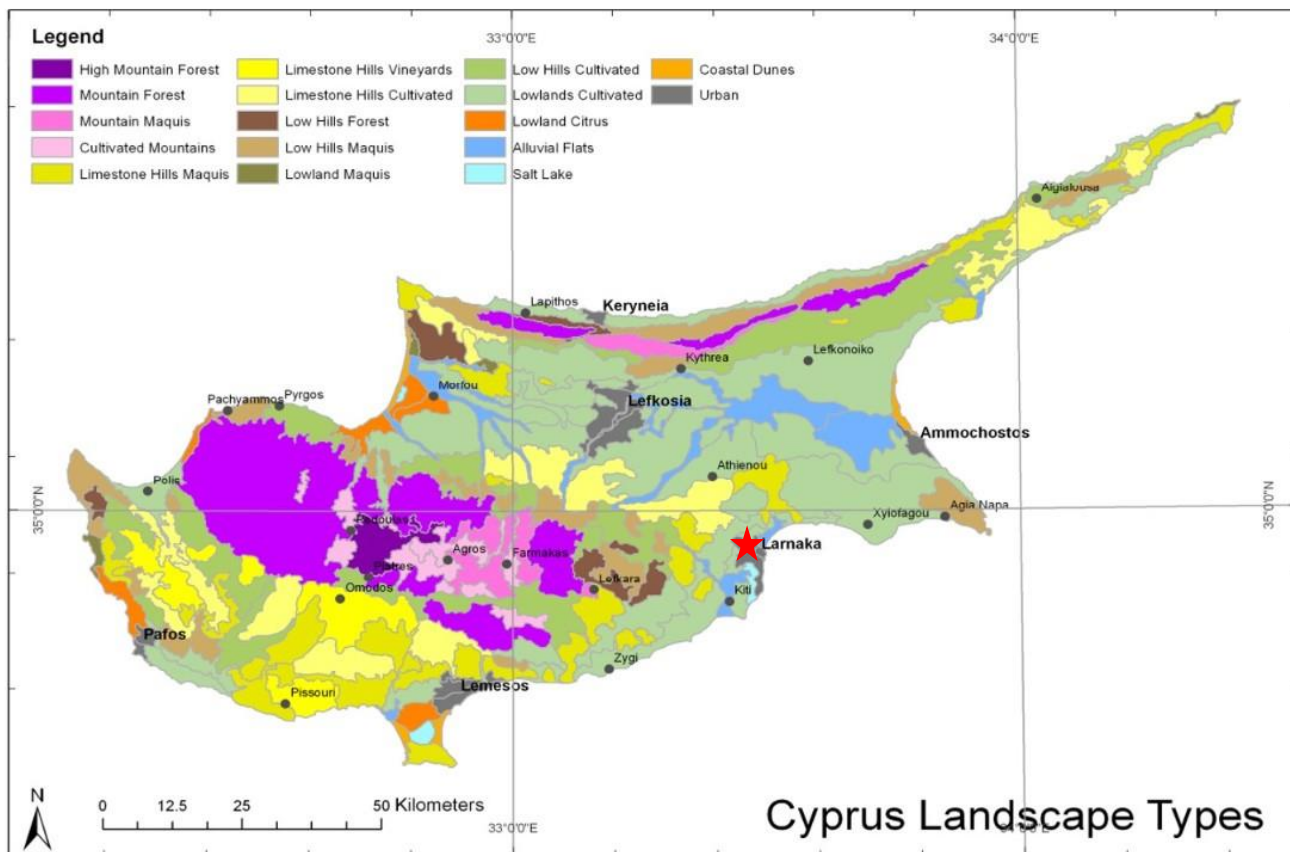 33°0'0"E
34°0'0"E
Legend
High Mountain Forest
Mountain Forest
Mountain Maquis
Cultivated Mountains
Limestone Hills Maquis
Limestone Hills Vineyards
Limestone Hills Cultivated
Low Hills Forest
Low Hills Maquis
Lowland Maquis
Low Hills Cultivated
Lowlands Cultivated
Lowland Citrus
Alluvial Flats
Salt Lake
Coastal Dunes
Urban
Aigialousa
Lapithos
Keryneia
Kythrea
Lefkonoiko
Morfou
Lefkosia
Pachyammos
Pyrgos
Ammochostos
Athienou
Polis
35°0'0"N
35°0'0"N
Xyliofagou
Agia Napa
Pedoulas
Larnaka
Agros
Farmakas
Platres
Lefkara
Omodos
Kiti
Pafos
Zygi
Lemesos
Pissouri
N
0 12.5 25 50 Kilometers
33°0'0"E
Cyprus Landscape Types